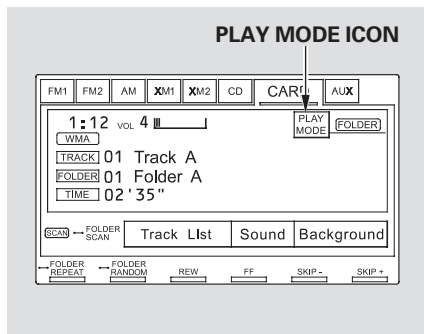 PLAY MODE ICON
FM1 FM2 AM XM1 XM2 CD CARD AUX
1:12 VOL 4 PLAY MODE FOLDER
WMA
TRACK 01 Track A
FOLDER 01 Folder A
TIME 02'35"
SCAN FOLDER SCAN Track LIst Sound Background
FOLDER REPEAT FOLDER RANDOM REW FF SKIP - SKIP +